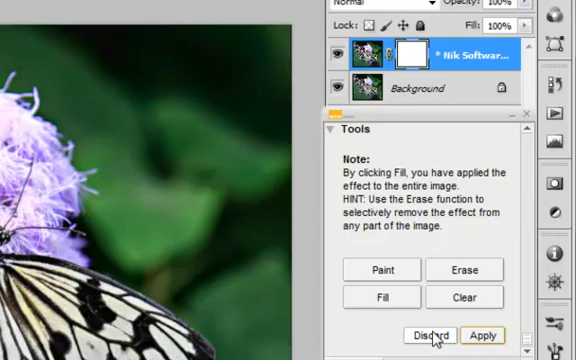 Normal Opacity: 100%
Lock: Fill: 100%
* Nik Softwar...
Background
Tools
Note:
By clicking Fill, you have applied the
effect to the entire image.
HINT: Use the Erase function to
selectively remove the effect from
any part of the image.
Paint Erase
Fill Clear
Discard Apply